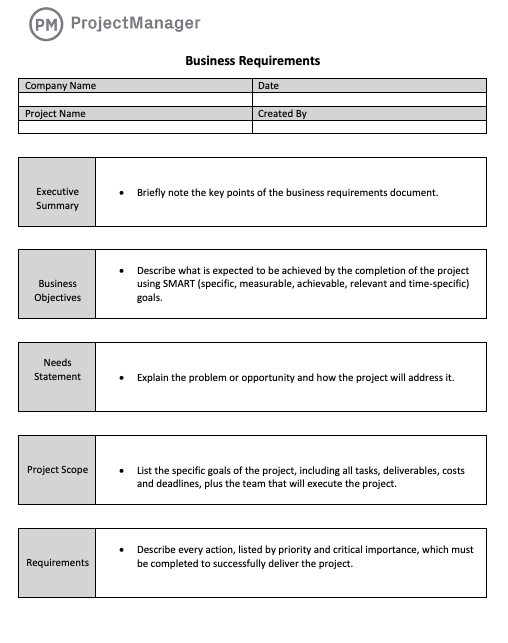 PM ProjectManager
Business Requirements
Company Name Date
Project Name Created By
Executive
Summary
• Briefly note the key points of the business requirements document.
Business
Objectives
• Describe what is expected to be achieved by the completion of the project
using SMART (specific, measurable, achievable, relevant and time-specific)
goals.
Needs
Statement
• Explain the problem or opportunity and how the project will address it.
Project Scope
• List the specific goals of the project, including all tasks, deliverables, costs
and deadlines, plus the team that will execute the project.
Requirements
• Describe every action, listed by priority and critical importance, which must
be completed to successfully deliver the project.